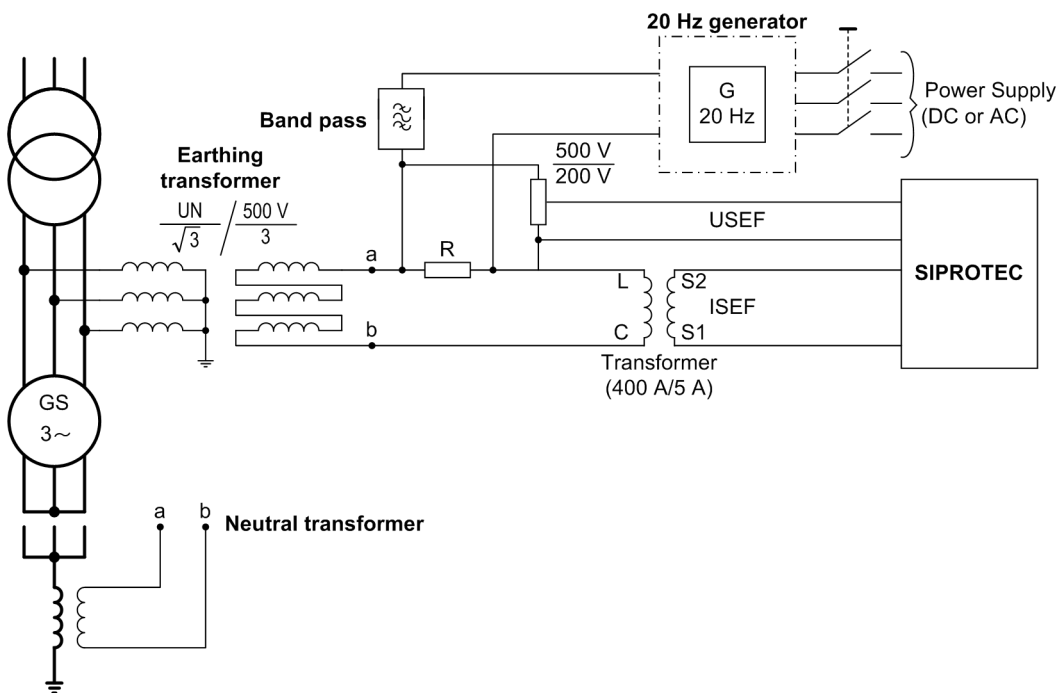 20 Hz generator
G
20 Hz
Power Supply
(DC or AC)
Band pass
500 V
200 V
Earthing
transformer
UN
√3
/
500 V
3
USEF
SIPROTEC
a
R
L
S2
ISEF
b
C
S1
Transformer
(400 A/5 A)
GS
3~
a
b
Neutral transformer